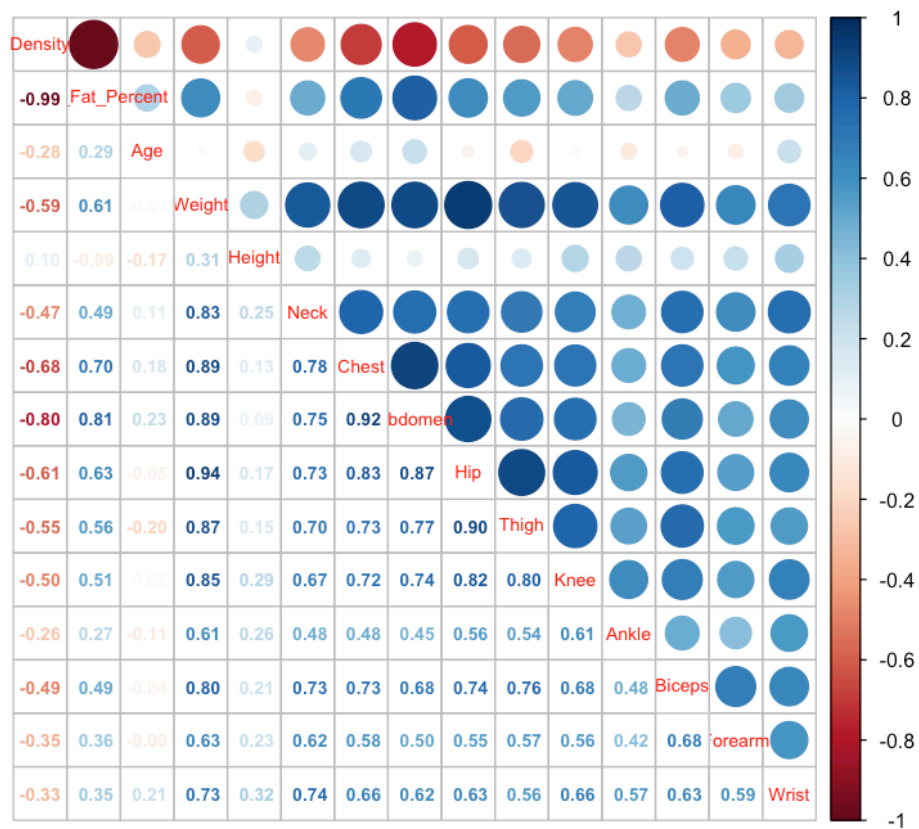 Density
-0.99 _Fat_Percent
-0.28 0.29 Age
-0.59 0.61 -0.01 Weight
0.10 -0.09 -0.17 0.31 Height
-0.47 0.49 0.11 0.83 0.25 Neck
-0.68 0.70 0.18 0.89 0.13 0.78 Chest
-0.80 0.81 0.23 0.89 0.09 0.75 0.92 bdomen
-0.61 0.63 -0.05 0.94 0.17 0.73 0.83 0.87 Hip
-0.55 0.56 -0.20 0.87 0.15 0.70 0.73 0.77 0.90 Thigh
-0.50 0.51 0.02 0.85 0.29 0.67 0.72 0.74 0.82 0.80 Knee
-0.26 0.27 -0.11 0.61 0.26 0.48 0.48 0.45 0.56 0.54 0.61 Ankle
-0.49 0.49 -0.04 0.80 0.21 0.73 0.73 0.68 0.74 0.76 0.68 0.48 Biceps
-0.35 0.36 -0.09 0.63 0.23 0.62 0.58 0.50 0.55 0.57 0.56 0.42 0.68 orearm
-0.33 0.35 0.21 0.73 0.32 0.74 0.66 0.62 0.63 0.56 0.66 0.57 0.63 0.59 Wrist
1
0.8
0.6
0.4
0.2
0
-0.2
-0.4
-0.6
-0.8
-1